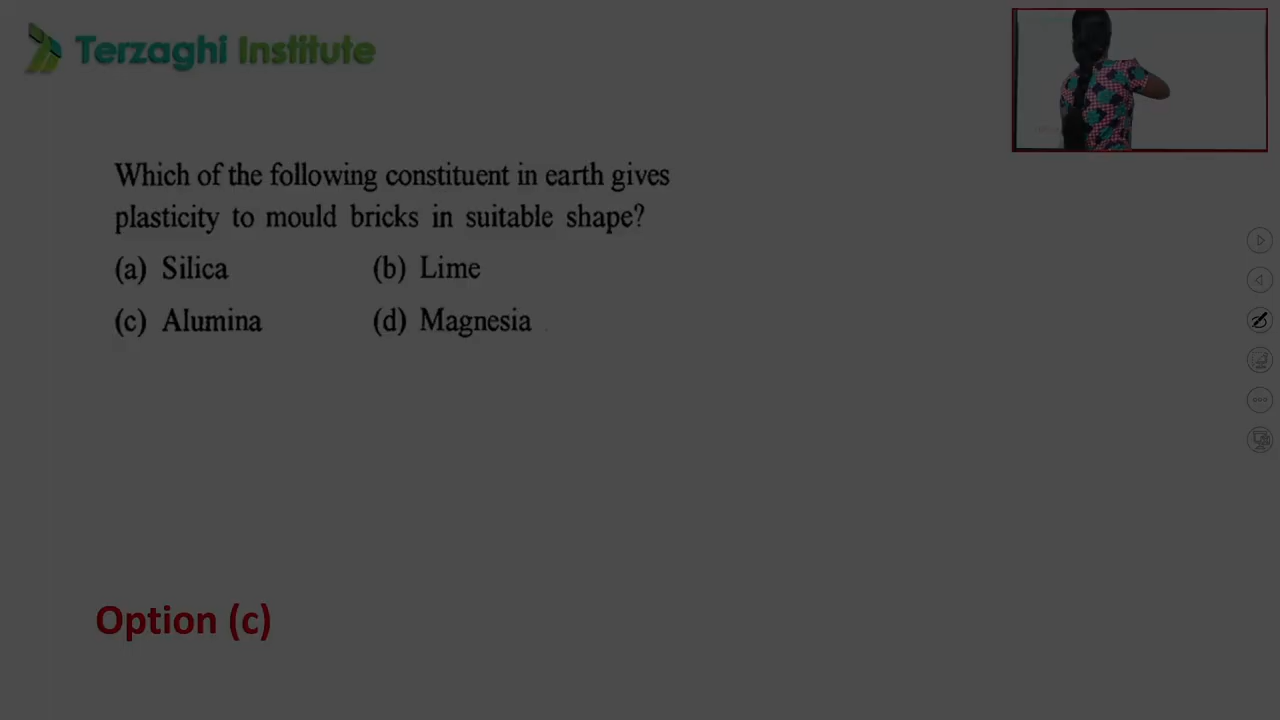 Terzaghi Institute
Which of the following constituent in earth gives
plasticity to mould bricks in suitable shape?
(a) Silica (b) Lime
(c) Alumina (d) Magnesia
Option (c)